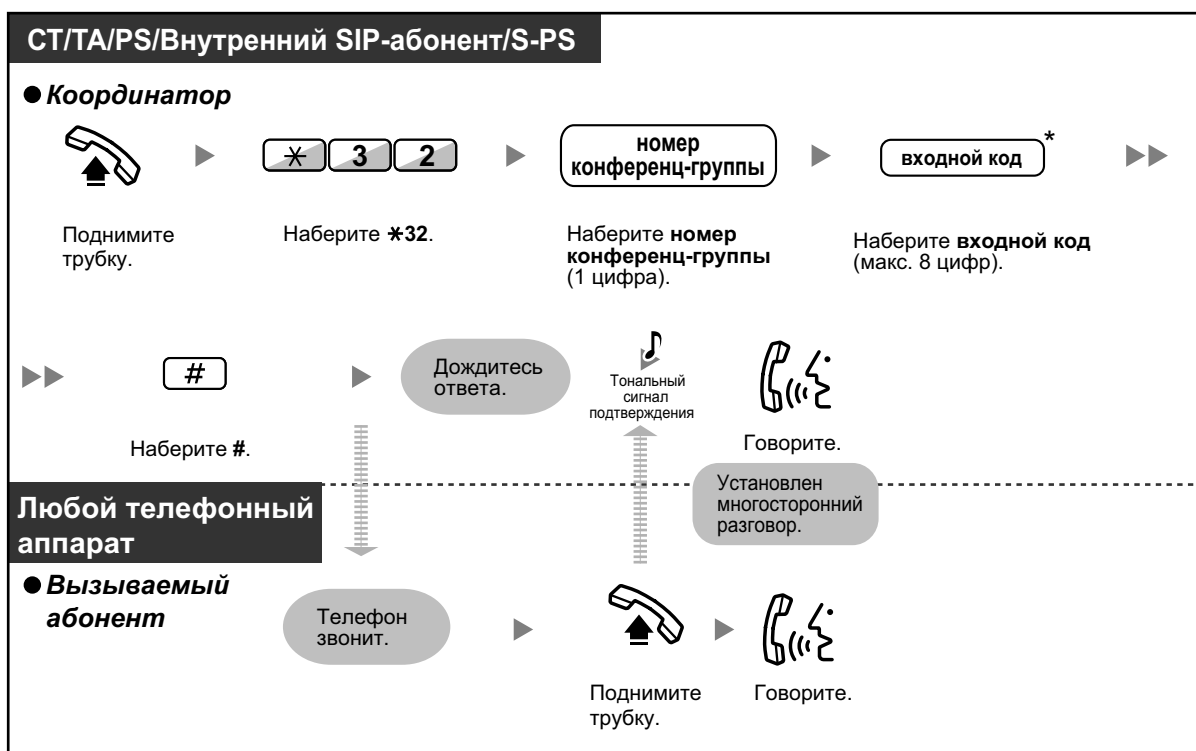 СТ/ТА/PS/Внутренний SIP-абонент/S-PS
Координатор
номер
конференц-группы
входной код*
✳ 3 2
Поднимите
трубку.
Наберите ✳32.
Наберите номер
конференц-группы
(1 цифра).
Наберите входной код
(макс. 8 цифр).
#
Дождитесь
ответа.
Тональный
сигнал
подтверждения
Наберите #.
Говорите.
Установлен
многосторонний
разговор.
Любой телефонный
аппарат
Вызываемый
абонент
Телефон
звонит.
Поднимите
трубку.
Говорите.